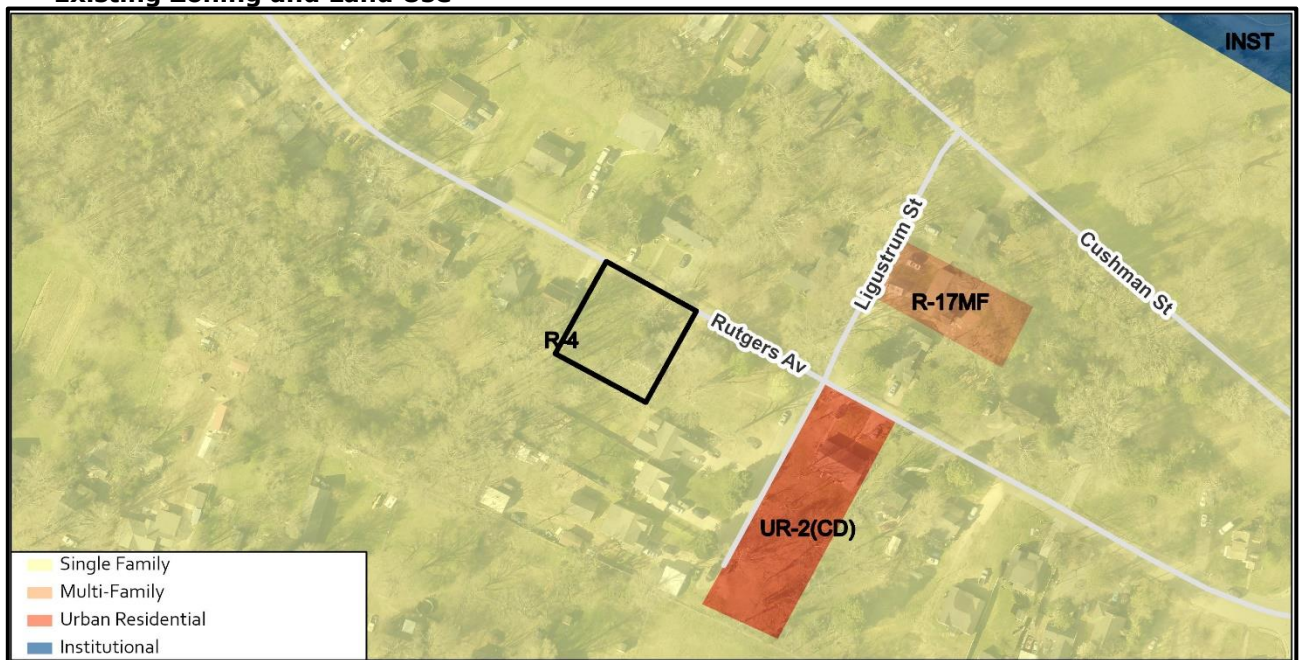 Existing Zoning and Land Use
INST
Ligustrum St
Cushman St
R-17MF
R-4
Rutgers Av
UR-2(CD)
Single Family
Multi-Family
Urban Residential
Institutional